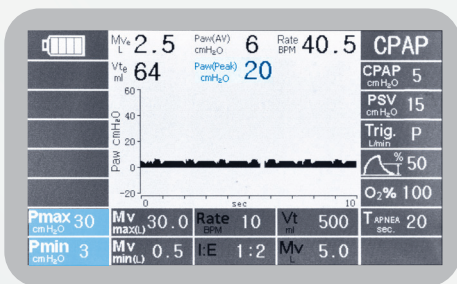 MVe L 2.5 Paw(AV) cmH2O 6 Rate BPM 40.5 CPAP
Vte ml 64 Paw(Peak) cmH2O 20 CPAP cmH2O 5
60
PSV cmH2O 15
40
Paw cmH2O
20
Trig. L/min P
0
% 50
-20
0 sec 10
O2% 100
Pmax cmH2O 30 Mv max(L) 30.0 Rate BPM 10 Vt ml 500 TAPNEA sec. 20
Pmin cmH2O 3 Mv min(L) 0.5 I:E 1:2 Mv L 5.0